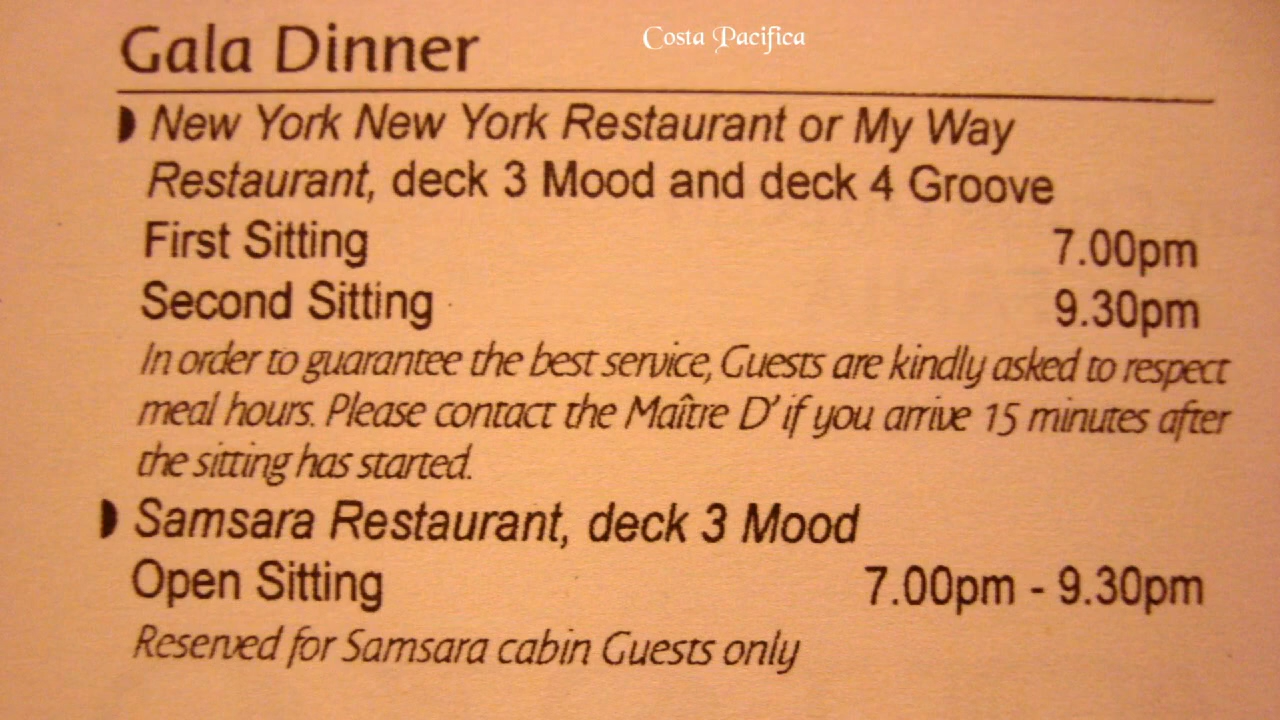 Gala Dinner
Costa Pacifica
New York New York Restaurant or My Way
Restaurant, deck 3 Mood and deck 4 Groove
First Sitting 7.00pm
Second Sitting 9.30pm
In order to guarantee the best service, Guests are kindly asked to respect
meal hours. Please contact the Maître D' if you arrive 15 minutes after
the sitting has started.
Samsara Restaurant, deck 3 Mood
Open Sitting 7.00pm - 9.30pm
Reserved for Samsara cabin Guests only